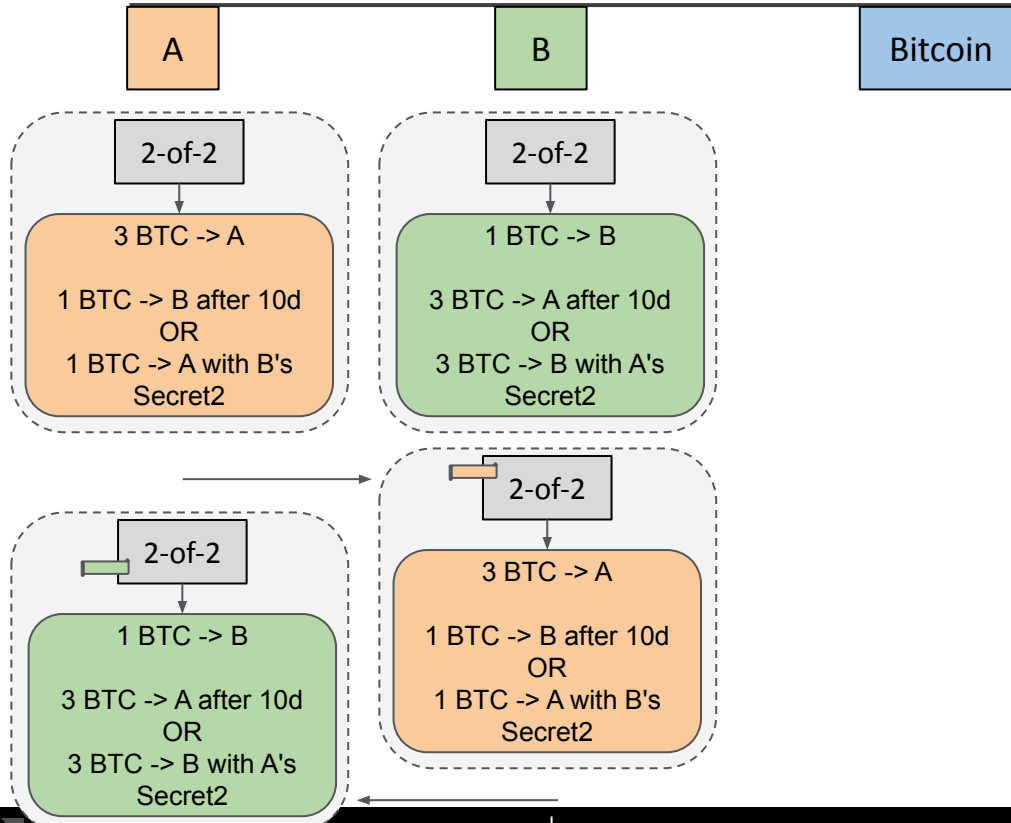 A
B
Bitcoin
2-of-2
3 BTC -> A
1 BTC -> B after 10d
OR
1 BTC -> A with B's
Secret2
2-of-2
1 BTC -> B
3 BTC -> A after 10d
OR
3 BTC -> B with A's
Secret2
2-of-2
3 BTC -> A
1 BTC -> B after 10d
OR
1 BTC -> A with B's
Secret2
2-of-2
1 BTC -> B
3 BTC -> A after 10d
OR
3 BTC -> B with A's
Secret2